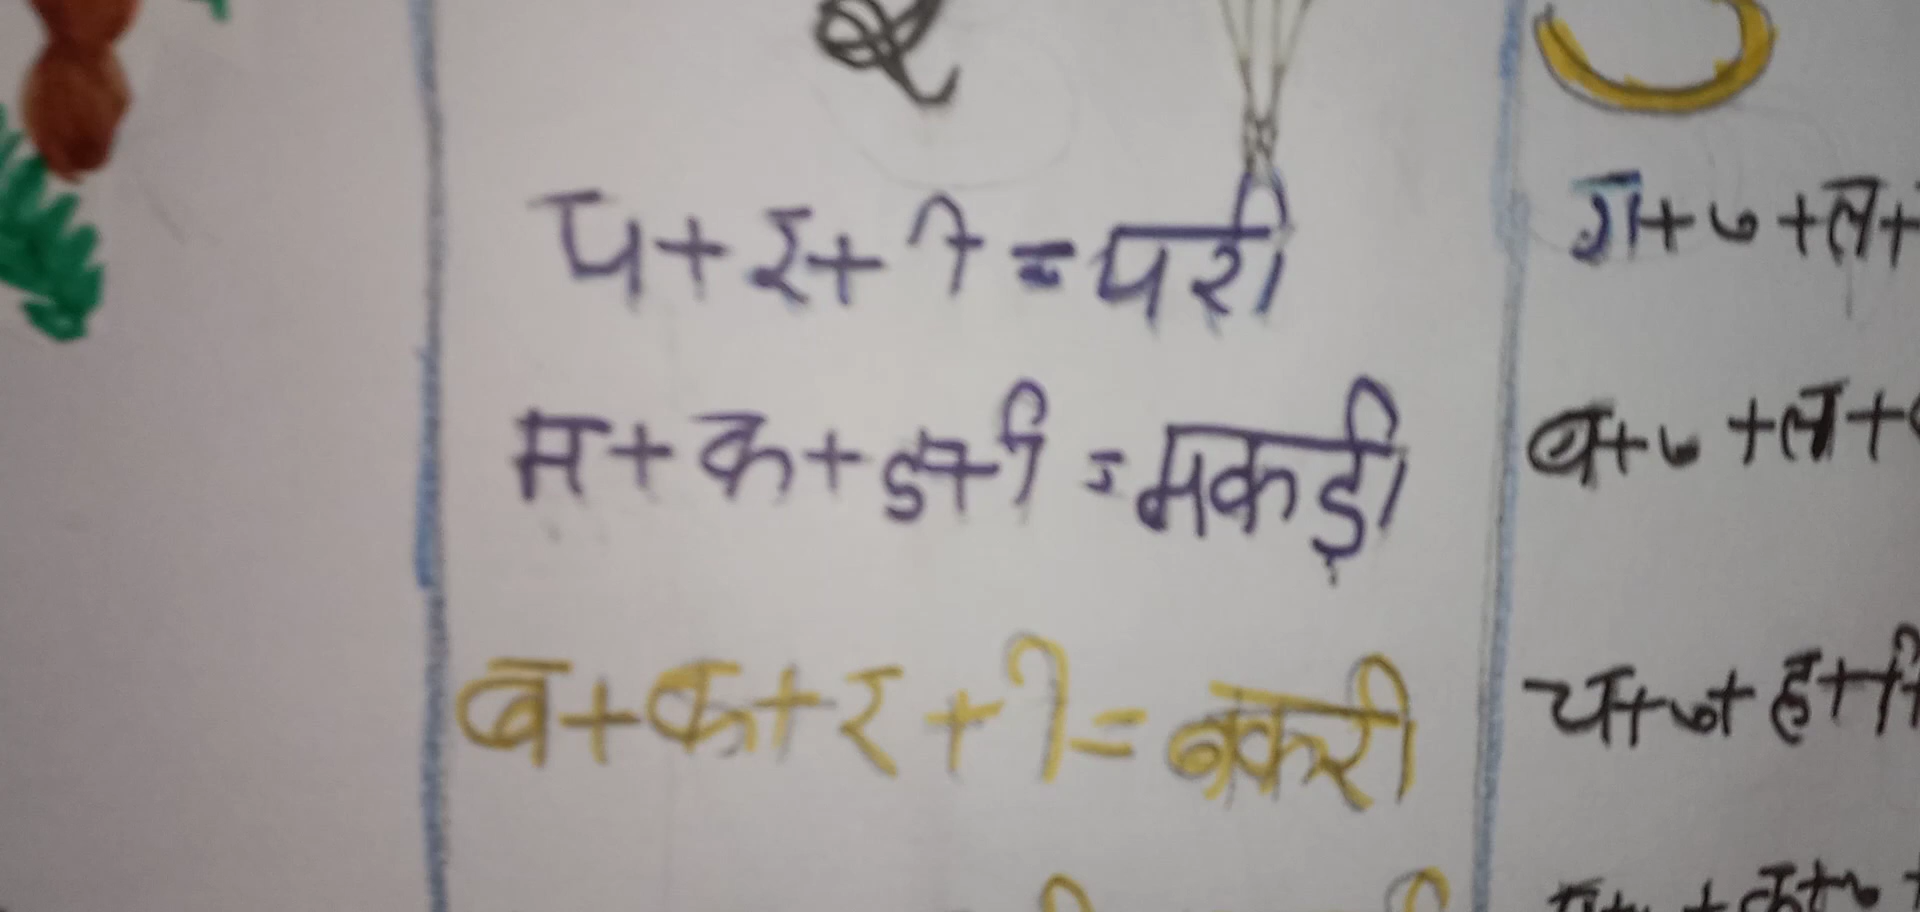 प + र + ी = परी
म + क + ड + ी = मकड़ी
ब + क + र + ी = बकरी
ग + ु + ल +
ब + ु + ल +